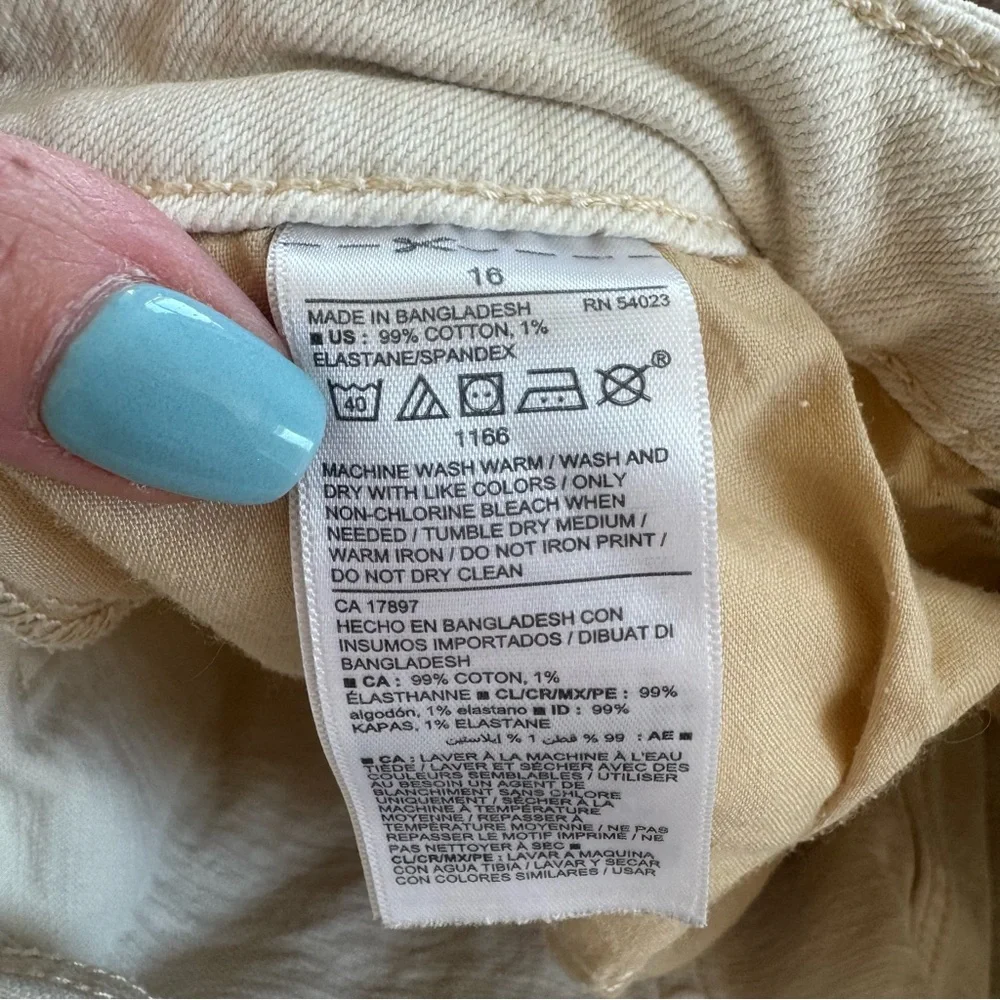 16
MADE IN BANGLADESH RN 54023
■ US : 99% COTTON, 1%
ELASTANE/SPANDEX
40 ®
1166
MACHINE WASH WARM / WASH AND
DRY WITH LIKE COLORS / ONLY
NON-CHLORINE BLEACH WHEN
NEEDED / TUMBLE DRY MEDIUM /
WARM IRON / DO NOT IRON PRINT /
DO NOT DRY CLEAN
CA 17897
HECHO EN BANGLADESH CON
INSUMOS IMPORTADOS / DIBUAT DI
BANGLADESH
■ CA : 99% COTON, 1%
ÉLASTHANNE ■ CL/CR/MX/PE : 99%
algodón, 1% elastano ■ ID : 99%
KAPAS, 1% ELASTANE
■ AE : 99 % قطن 1 % إيلاستين
■ CA : LAVER À LA MACHINE À L'EAU
TIÈDE / LAVER ET SÉCHER AVEC DES
COULEURS SEMBLABLES / UTILISER
AU BESOIN UN AGENT DE
BLANCHIMENT SANS CHLORE
UNIQUEMENT / SÉCHER À LA
MACHINE À TEMPÉRATURE
MOYENNE / REPASSER À
TEMPÉRATURE MOYENNE / NE PAS
REPASSER LE MOTIF IMPRIMÉ / NE
PAS NETTOYER À SEC ■
CL/CR/MX/PE : LAVAR A MAQUINA
CON AGUA TIBIA / LAVAR Y SECAR
CON COLORES SIMILARES / USAR